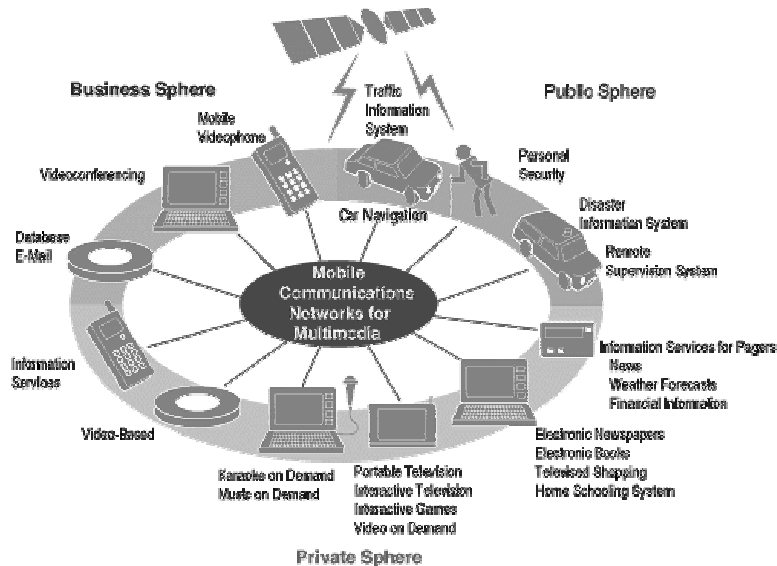 Business Sphere
Public Sphere
Traffic
Information
System
Mobile
Videophone
Personal
Security
Videoconferencing
Car Navigation
Disaster
Information System
Database
E-Mail
Remote
Supervision System
Mobile
Communications
Networks for
Multimedia
Information
Services
Information Services for Pagers
News
Weather Forecasts
Financial Information
Video-Based
Electronic Newspapers
Electronic Books
Televised Shopping
Home Schooling System
Karaoke on Demand
Music on Demand
Portable Television
Interactive Television
Interactive Games
Video on Demand
Private Sphere